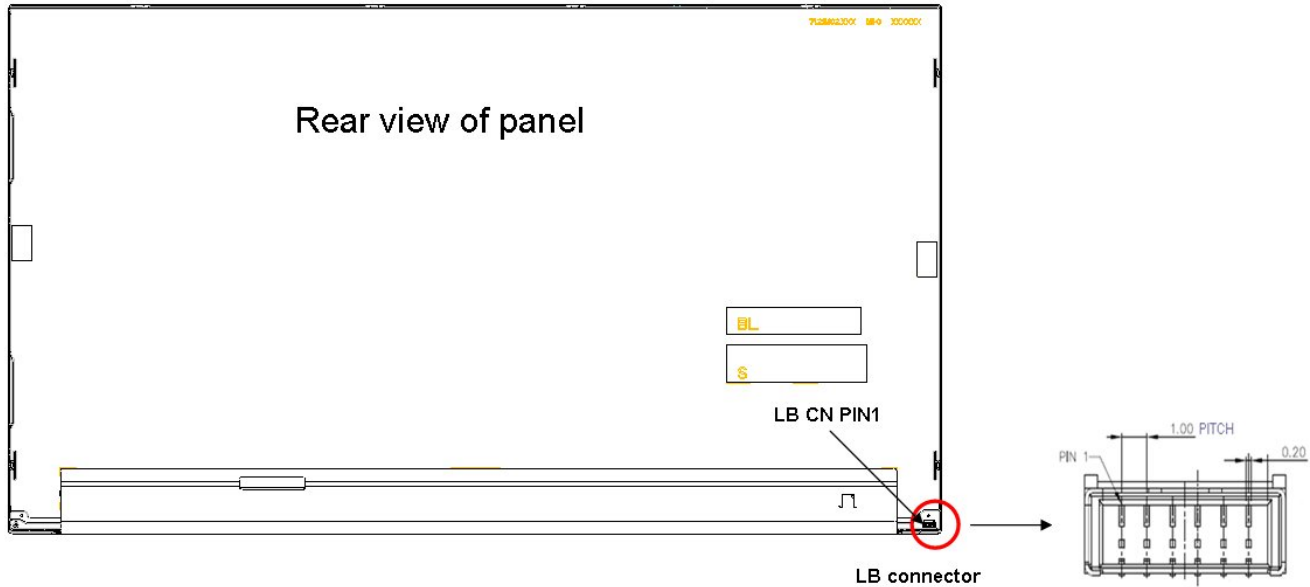 Rear view of panel
BL
S
LB CN PIN1
1.00 PITCH
PIN 1
0.20
LB connector